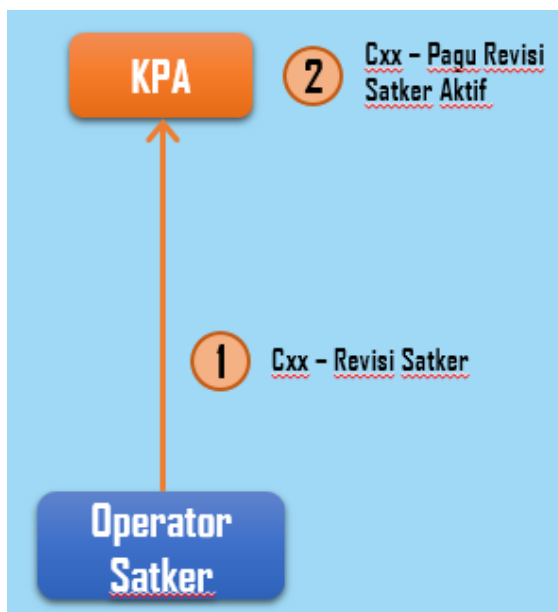 KPA
2
Cxx – Pagu Revisi
Satker Aktif
1
Cxx – Revisi Satker
Operator
Satker